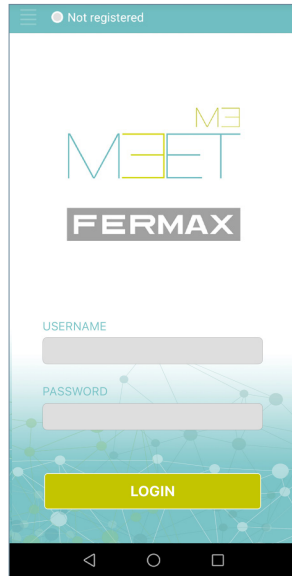 Not registered
ME
MEET
FERMAX
USERNAME
PASSWORD
LOGIN